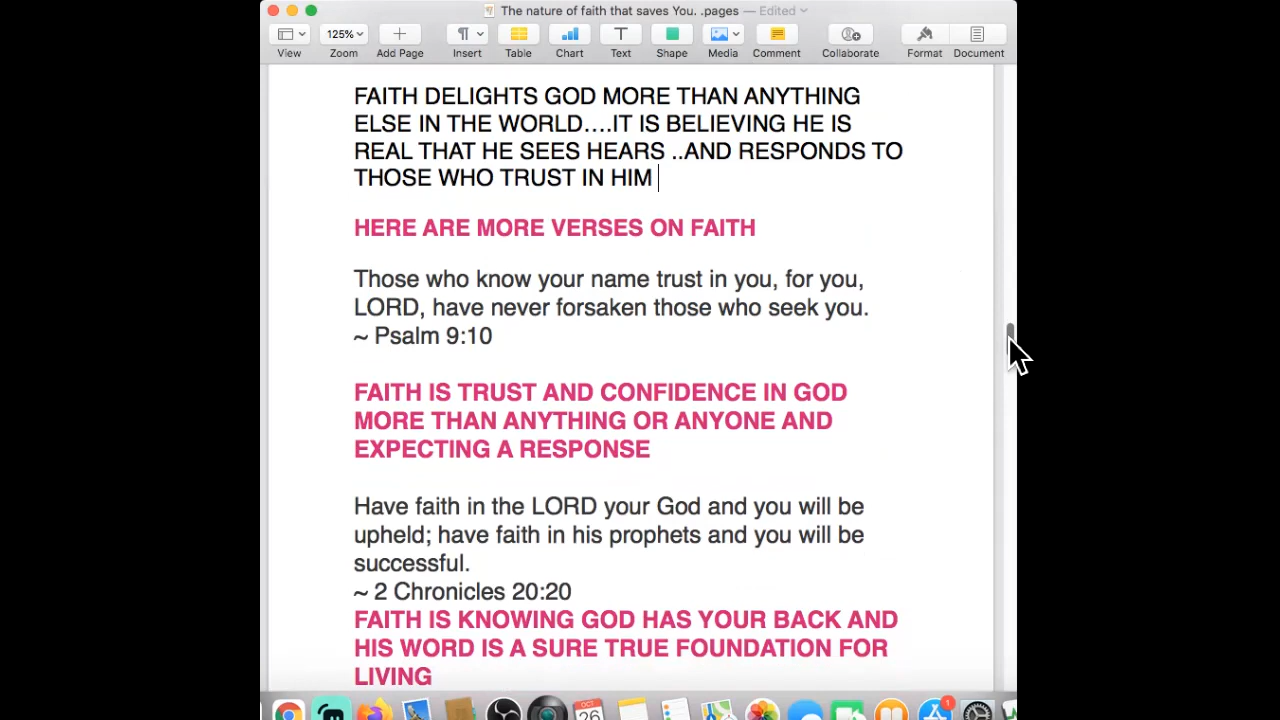 The nature of faith that saves You. .pages — Edited
125%
View
Zoom
Add Page
Insert
Table
Chart
Text
Shape
Media
Comment
Collaborate
Format
Document
FAITH DELIGHTS GOD MORE THAN ANYTHING
ELSE IN THE WORLD....IT IS BELIEVING HE IS
REAL THAT HE SEES HEARS ..AND RESPONDS TO
THOSE WHO TRUST IN HIM
HERE ARE MORE VERSES ON FAITH
Those who know your name trust in you, for you,
LORD, have never forsaken those who seek you.
~ Psalm 9:10
FAITH IS TRUST AND CONFIDENCE IN GOD
MORE THAN ANYTHING OR ANYONE AND
EXPECTING A RESPONSE
Have faith in the LORD your God and you will be
upheld; have faith in his prophets and you will be
successful.
~ 2 Chronicles 20:20
FAITH IS KNOWING GOD HAS YOUR BACK AND
HIS WORD IS A SURE TRUE FOUNDATION FOR
LIVING
OCT
26
1